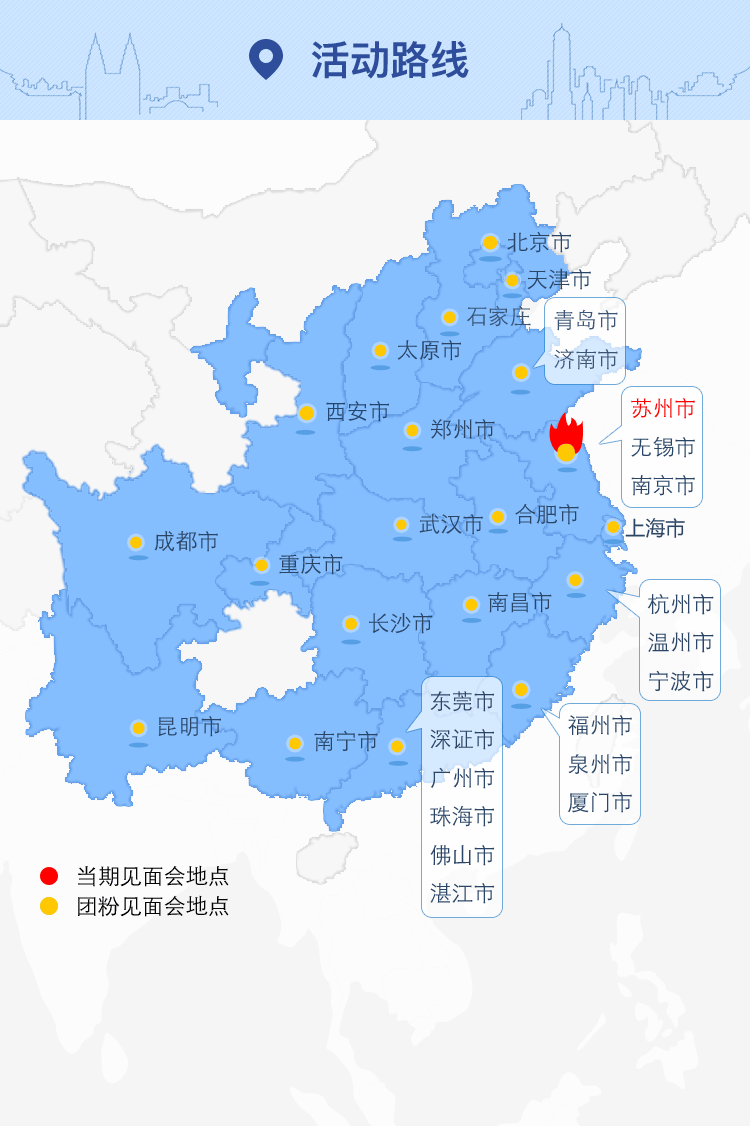 活动路线
北京市
天津市
石家庄
青岛市
济南市
太原市
苏州市
无锡市
南京市
西安市
郑州市
武汉市
合肥市
上海市
成都市
重庆市
杭州市
温州市
宁波市
长沙市
南昌市
东莞市
深证市
广州市
珠海市
佛山市
湛江市
福州市
泉州市
厦门市
昆明市
南宁市
当期见面会地点
团粉见面会地点